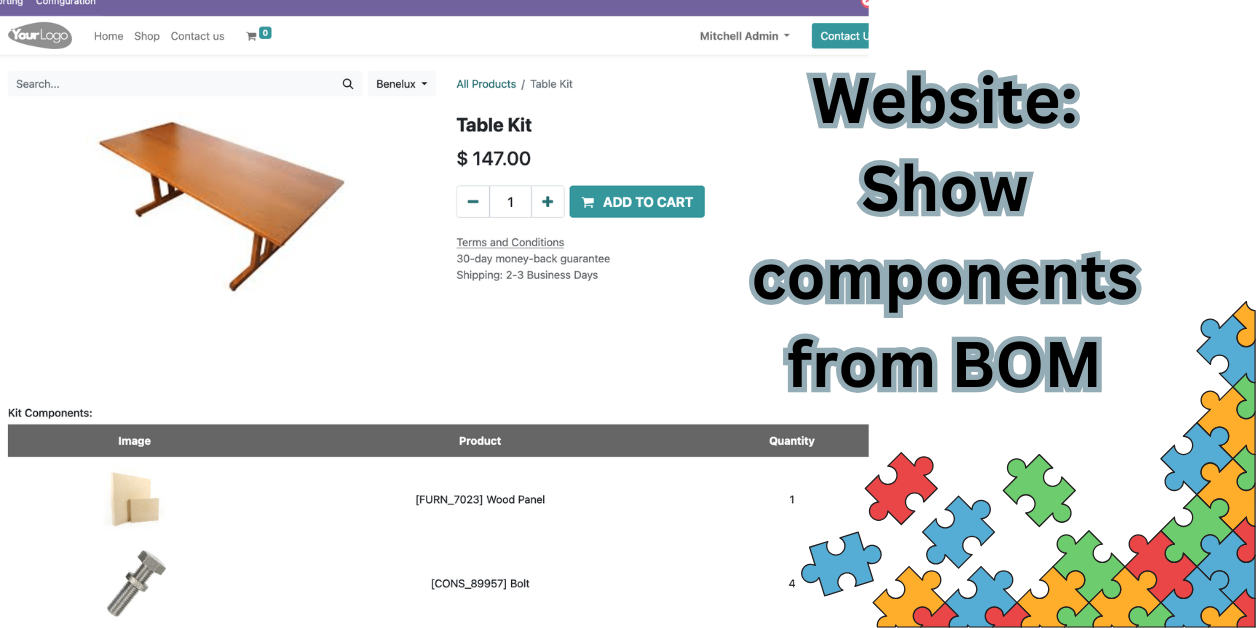 orting Configuration
YourLogo Home Shop Contact us 0 Mitchell Admin Contact U
Search... Benelux All Products / Table Kit
Table Kit
$ 147.00
1 ADD TO CART
Terms and Conditions
30-day money-back guarantee
Shipping: 2-3 Business Days
Website:
Show
components
from BOM
Kit Components:
Image Product Quantity
[FURN_7023] Wood Panel 1
[CONS_89957] Bolt 4